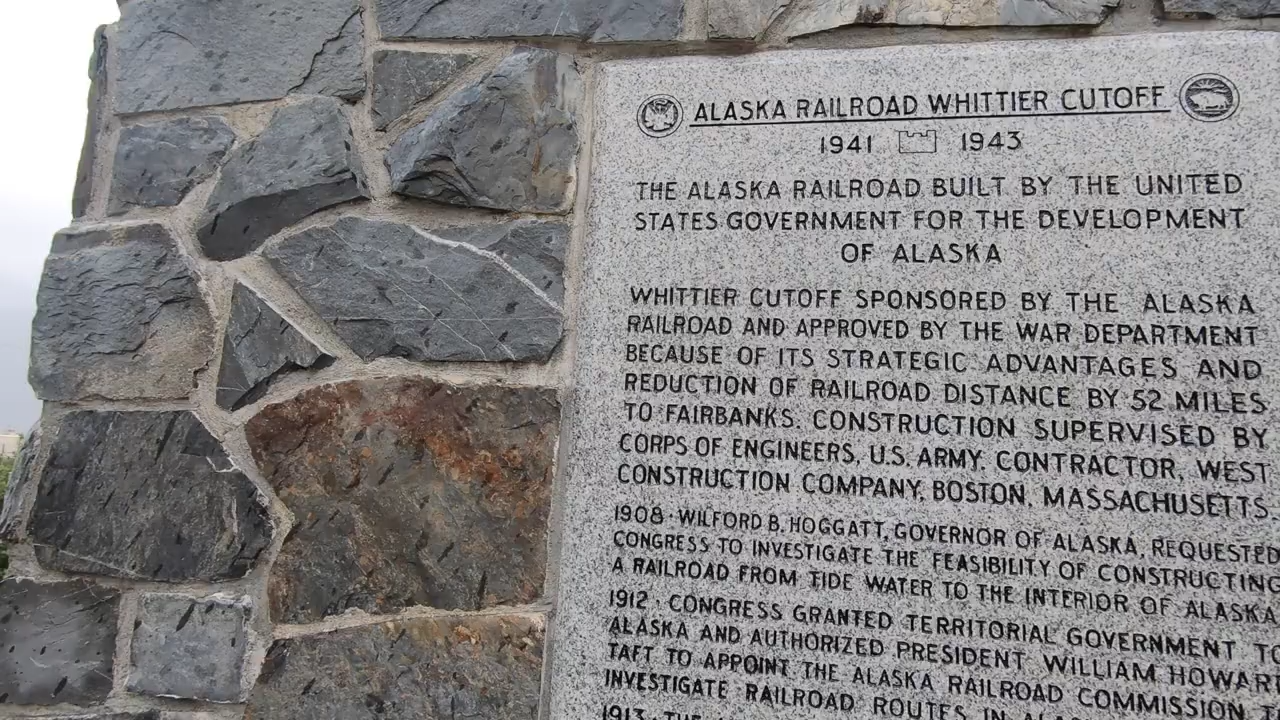 ALASKA RAILROAD WHITTIER CUTOFF
1941 1943
THE ALASKA RAILROAD BUILT BY THE UNITED
STATES GOVERNMENT FOR THE DEVELOPMENT
OF ALASKA
WHITTIER CUTOFF SPONSORED BY THE ALASKA
RAILROAD AND APPROVED BY THE WAR DEPARTMENT
BECAUSE OF ITS STRATEGIC ADVANTAGES AND
REDUCTION OF RAILROAD DISTANCE BY 52 MILES
TO FAIRBANKS. CONSTRUCTION SUPERVISED BY
CORPS OF ENGINEERS, U.S. ARMY. CONTRACTOR, WEST
CONSTRUCTION COMPANY, BOSTON, MASSACHUSETTS.
1908 · WILFORD B. HOGGATT, GOVERNOR OF ALASKA, REQUESTED
CONGRESS TO INVESTIGATE THE FEASIBILITY OF CONSTRUCTING
A RAILROAD FROM TIDE WATER TO THE INTERIOR OF ALASKA
1912 · CONGRESS GRANTED TERRITORIAL GOVERNMENT TO
ALASKA AND AUTHORIZED PRESIDENT WILLIAM HOWARD
TAFT TO APPOINT THE ALASKA RAILROAD COMMISSION
INVESTIGATE RAILROAD ROUTES IN
1913 · THE